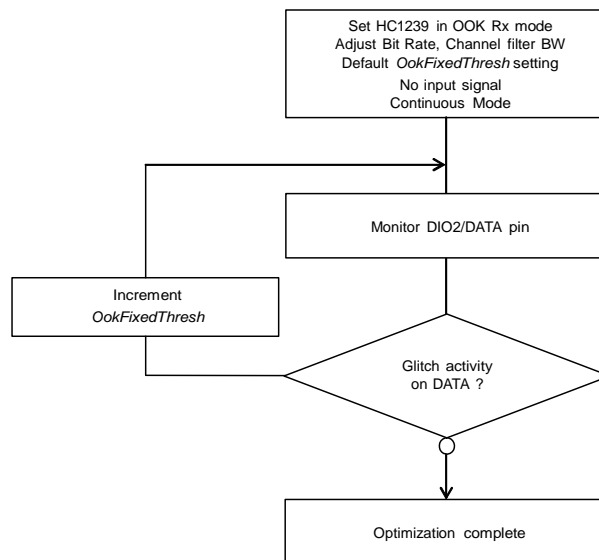 Set HC1239 in OOK Rx mode
Adjust Bit Rate, Channel filter BW
Default OokFixedThresh setting
No input signal
Continuous Mode
Monitor DIO2/DATA pin
Increment
OokFixedThresh
Glitch activity
on DATA ?
Optimization complete